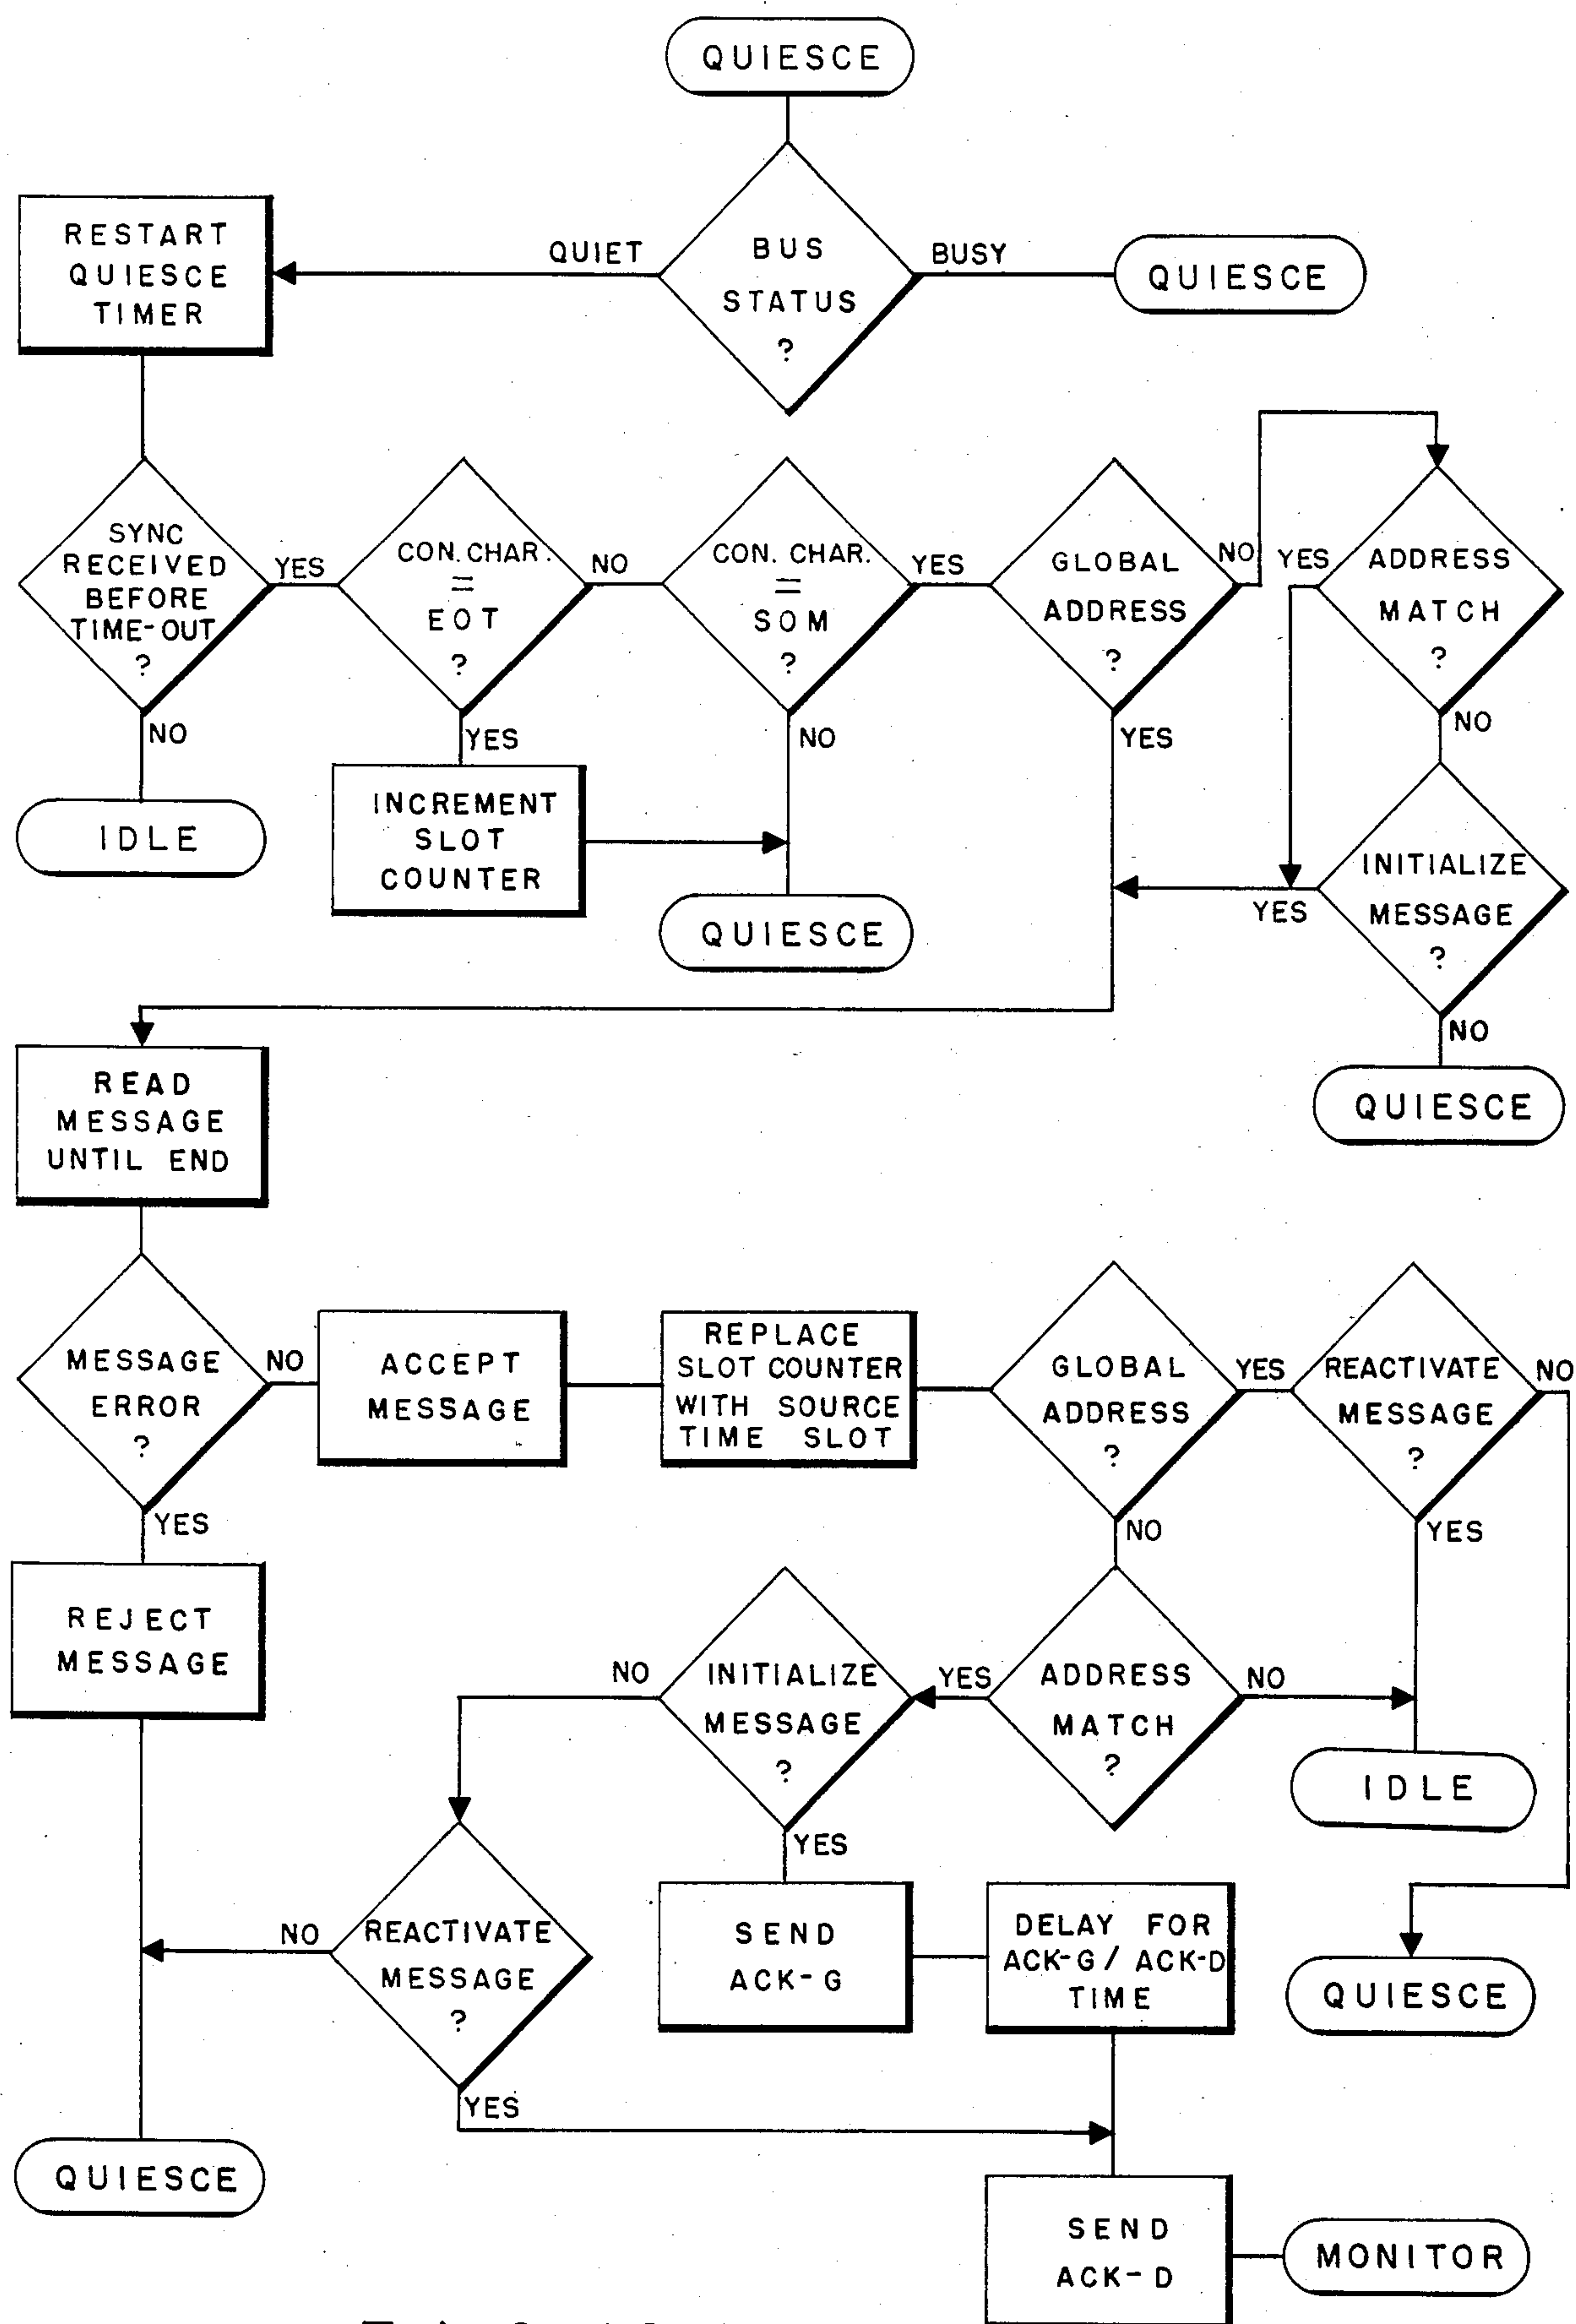 QUIESCE
RESTART
QUIESCE
TIMER
QUIET
BUS
STATUS
?
BUSY
QUIESCE
SYNC
RECEIVED
BEFORE
TIME-OUT
?
YES
NO
IDLE
CON. CHAR.
=
EOT
?
NO
YES
INCREMENT
SLOT
COUNTER
CON. CHAR.
=
SOM
?
YES
NO
QUIESCE
GLOBAL
ADDRESS
?
NO
YES
YES
ADDRESS
MATCH
?
NO
INITIALIZE
MESSAGE
?
YES
NO
QUIESCE
READ
MESSAGE
UNTIL END
MESSAGE
ERROR
?
NO
YES
ACCEPT
MESSAGE
REPLACE
SLOT COUNTER
WITH SOURCE
TIME SLOT
GLOBAL
ADDRESS
?
YES
NO
REACTIVATE
MESSAGE
?
NO
YES
REJECT
MESSAGE
NO
INITIALIZE
MESSAGE
?
YES
YES
ADDRESS
MATCH
?
NO
IDLE
NO
REACTIVATE
MESSAGE
?
YES
SEND
ACK-G
DELAY FOR
ACK-G / ACK-D
TIME
QUIESCE
QUIESCE
SEND
ACK-D
MONITOR